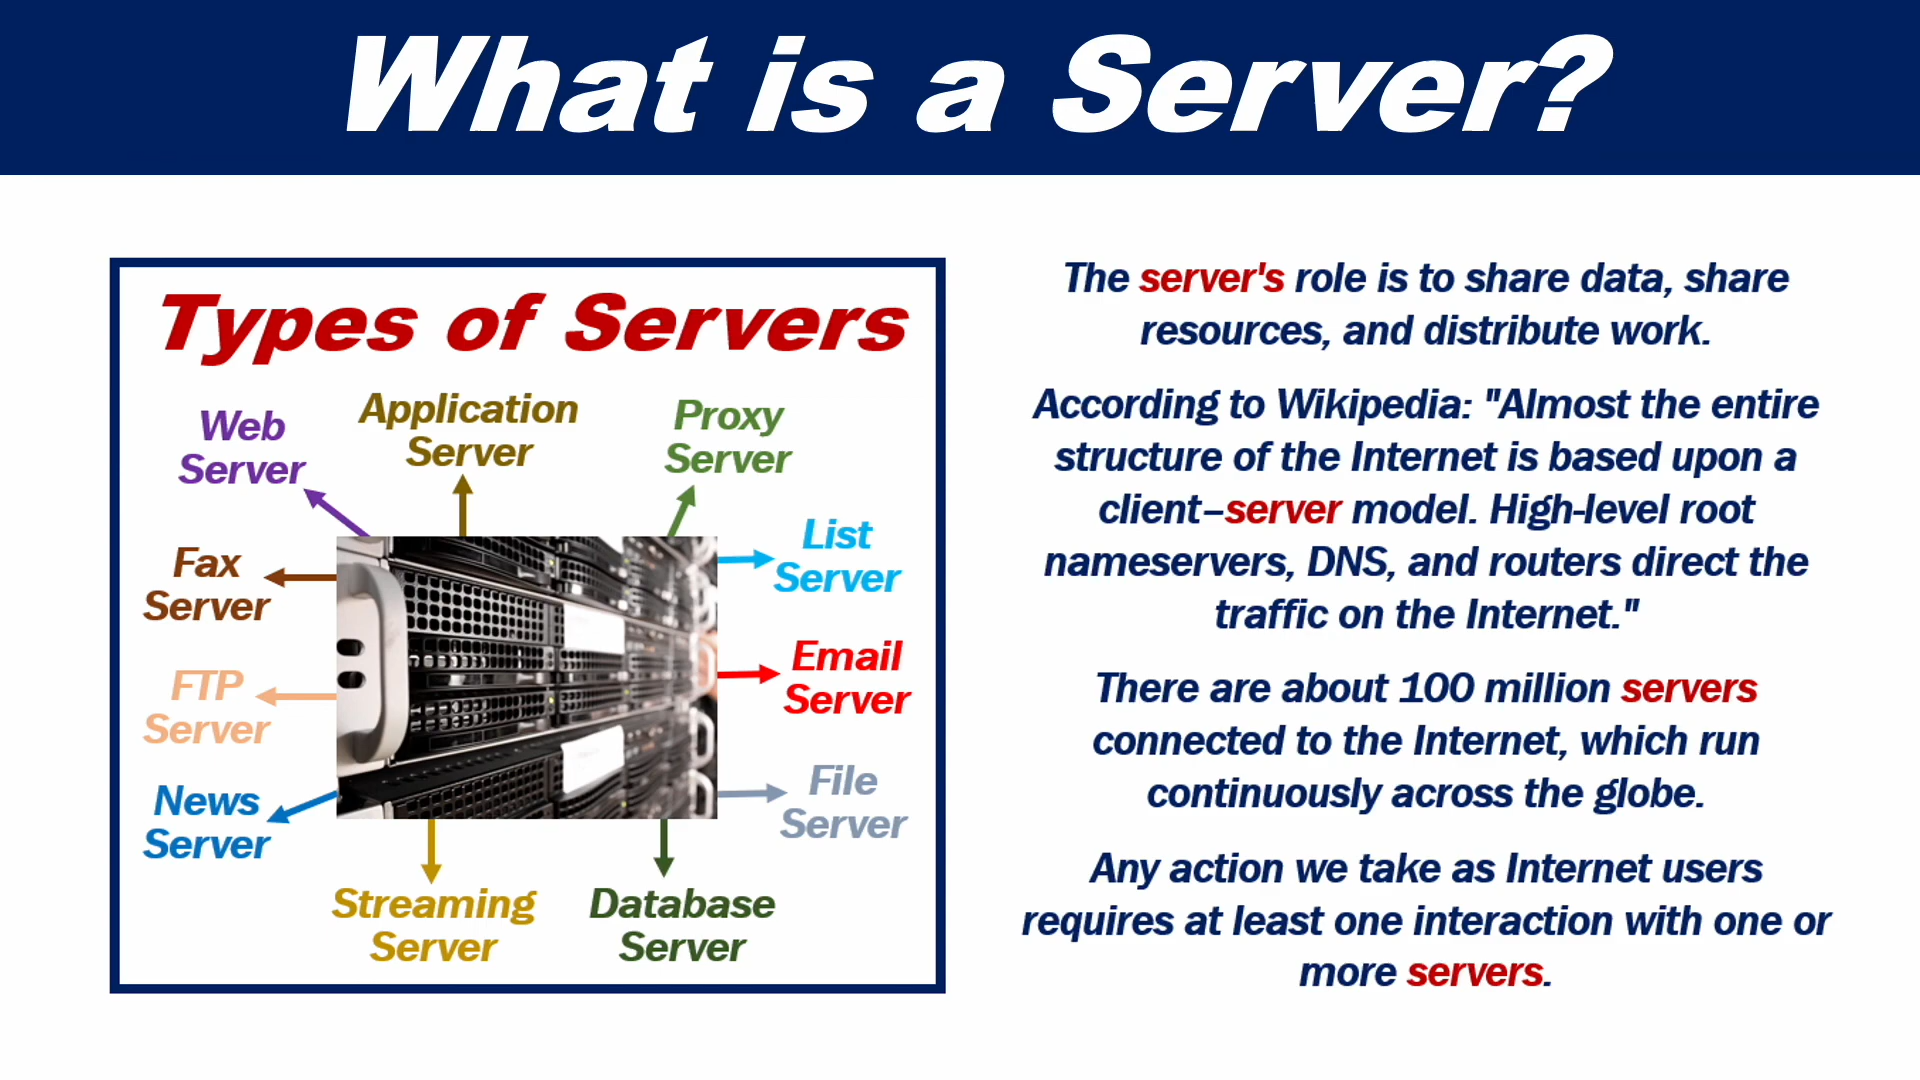 What is a Server?
Types of Servers
Web
Server
Application
Server
Proxy
Server
List
Server
Fax
Server
Email
Server
FTP
Server
File
Server
News
Server
Streaming
Server
Database
Server
The server's role is to share data, share
resources, and distribute work.
According to Wikipedia: "Almost the entire
structure of the Internet is based upon a
client–server model. High-level root
nameservers, DNS, and routers direct the
traffic on the Internet."
There are about 100 million servers
connected to the Internet, which run
continuously across the globe.
Any action we take as Internet users
requires at least one interaction with one or
more servers.